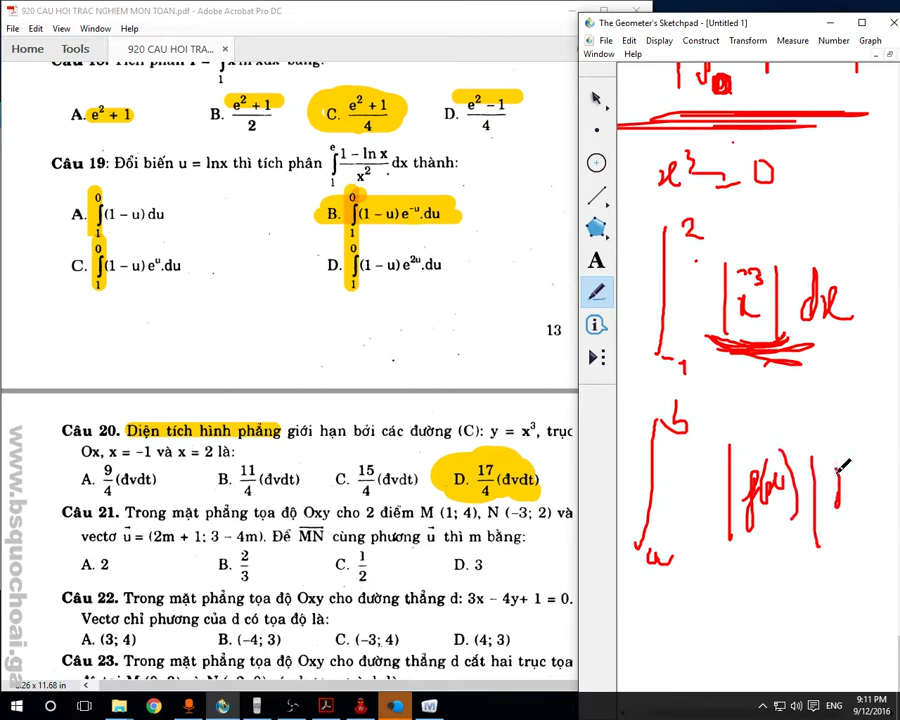 920 CAU HOI TRAC NGHIEM MON TOAN.pdf - Adobe Acrobat Pro DC
File Edit View Window Help
Home Tools 920 CAU HOI TRA... ×
1
A. e² + 1 B. e² + 1 / 2 C. e² + 1 / 4 D. e² − 1 / 4
Câu 19: Đổi biến u = lnx thì tích phân ∫₁ᵉ (1 − ln x)/x² dx thành:
A. ∫₁⁰ (1 − u) du B. ∫₁⁰ (1 − u) e⁻ᵘ.du
C. ∫₁⁰ (1 − u) eᵘ.du D. ∫₁⁰ (1 − u) e²ᵘ.du
13
Câu 20. Diện tích hình phẳng giới hạn bởi các đường (C): y = x³, trục
Ox, x = -1 và x = 2 là:
A. 9/4 (đvdt) B. 11/4 (đvdt) C. 15/4 (đvdt) D. 17/4 (đvdt)
Câu 21. Trong mặt phẳng tọa độ Oxy cho 2 điểm M (1; 4), N (−3; 2) và
vectơ u⃗ = (2m + 1; 3 − 4m). Để MN cùng phương u⃗ thì m bằng:
A. 2 B. 2/3 C. 1/2 D. 3
Câu 22. Trong mặt phẳng tọa độ Oxy cho đường thẳng d: 3x - 4y+ 1 = 0.
Vectơ chỉ phương của d có tọa độ là:
A. (3; 4) B. (−4; 3) C. (−3; 4) D. (4; 3)
Câu 23. Trong mặt phẳng tọa độ Oxy cho đường thẳng d cắt hai trục tọa
www.bsquochoai.ga
8.26 x 11.68 in
The Geometer's Sketchpad - [Untitled 1]
File Edit Display Construct Transform Measure Number Graph
Window Help
x³ = 0
∫₋₁² |x³| dx
∫ₐᵇ |f(x)|
ENG
9:11 PM
9/12/2016